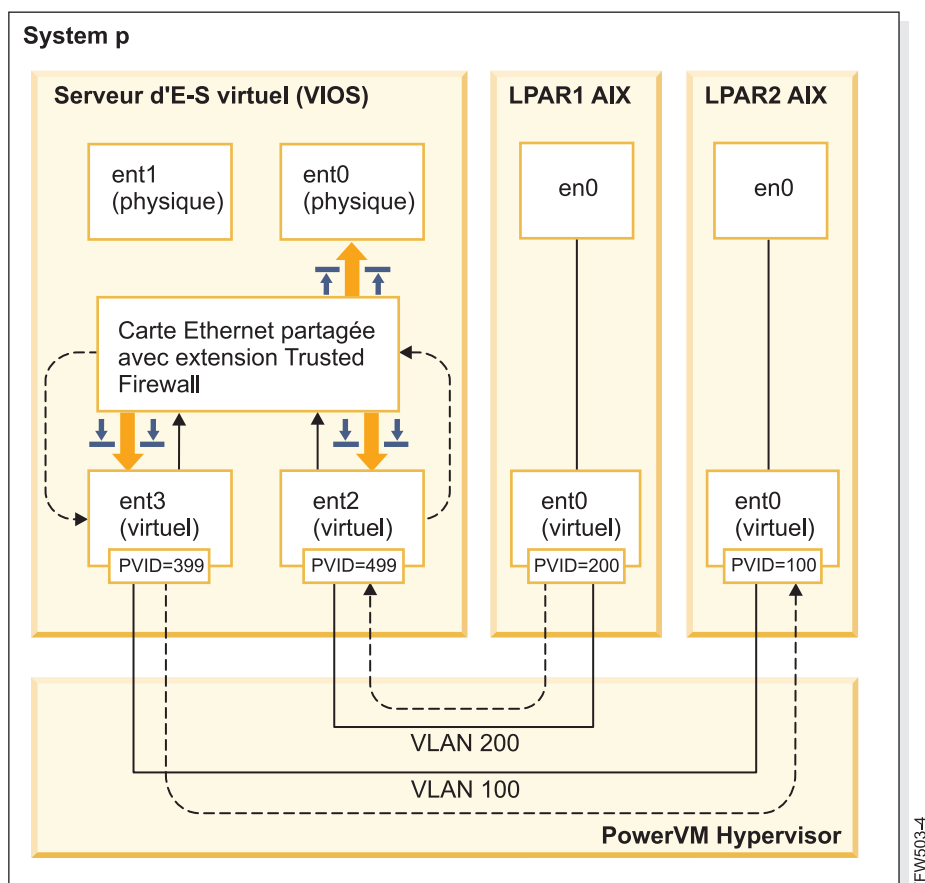 System p
Serveur d'E-S virtuel (VIOS)
LPAR1 AIX
LPAR2 AIX
ent1
(physique)
ent0
(physique)
en0
en0
Carte Ethernet partagée
avec extension Trusted
Firewall
ent3
(virtuel)
PVID=399
ent2
(virtuel)
PVID=499
ent0
(virtuel)
PVID=200
ent0
(virtuel)
PVID=100
VLAN 200
VLAN 100
PowerVM Hypervisor